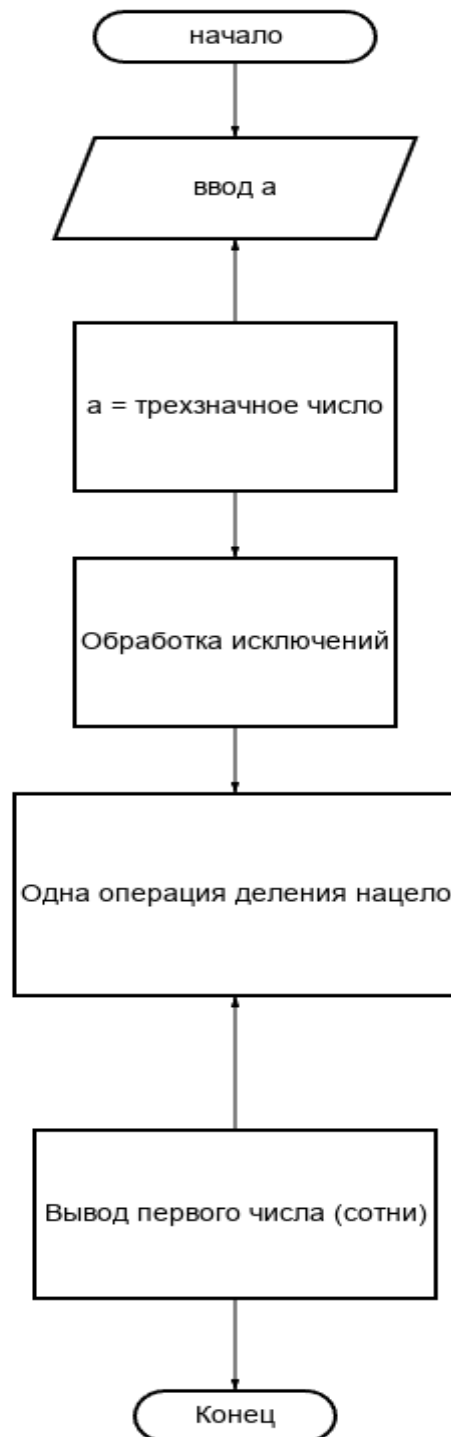 начало
ввод а
а = трехзначное число
Обработка исключений
Одна операция деления нацело
Вывод первого числа (сотни)
Конец